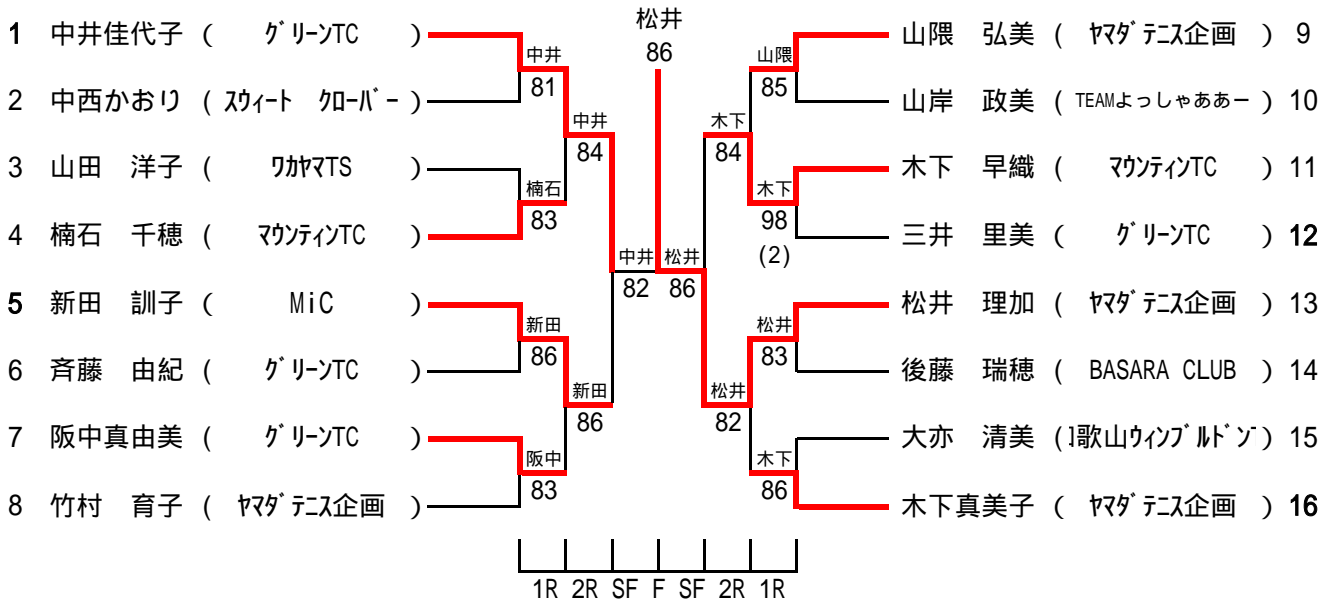 松井
86
1 中井佳代子 ( グリーンTC )
2 中西かおり ( スウィート クローバー )
3 山田 洋子 ( ワカヤマTS )
4 楠石 千穂 ( マウンティンTC )
5 新田 訓子 ( MiC )
6 斉藤 由紀 ( グリーンTC )
7 阪中真由美 ( グリーンTC )
8 竹村 育子 ( ヤマダテニス企画 )
中井
81
楠石
83
新田
86
阪中
83
中井
84
新田
86
中井
82
松井
86
木下
84
松井
82
山隈
85
木下
98
(2)
松井
83
木下
86
山隈 弘美 ( ヤマダテニス企画 ) 9
山岸 政美 ( TEAMよっしゃああー ) 10
木下 早織 ( マウンティンTC ) 11
三井 里美 ( グリーンTC ) 12
松井 理加 ( ヤマダテニス企画 ) 13
後藤 瑞穂 ( BASARA CLUB ) 14
大亦 清美 (歌山ウィンブルドン) 15
木下真美子 ( ヤマダテニス企画 ) 16
1R 2R SF F SF 2R 1R